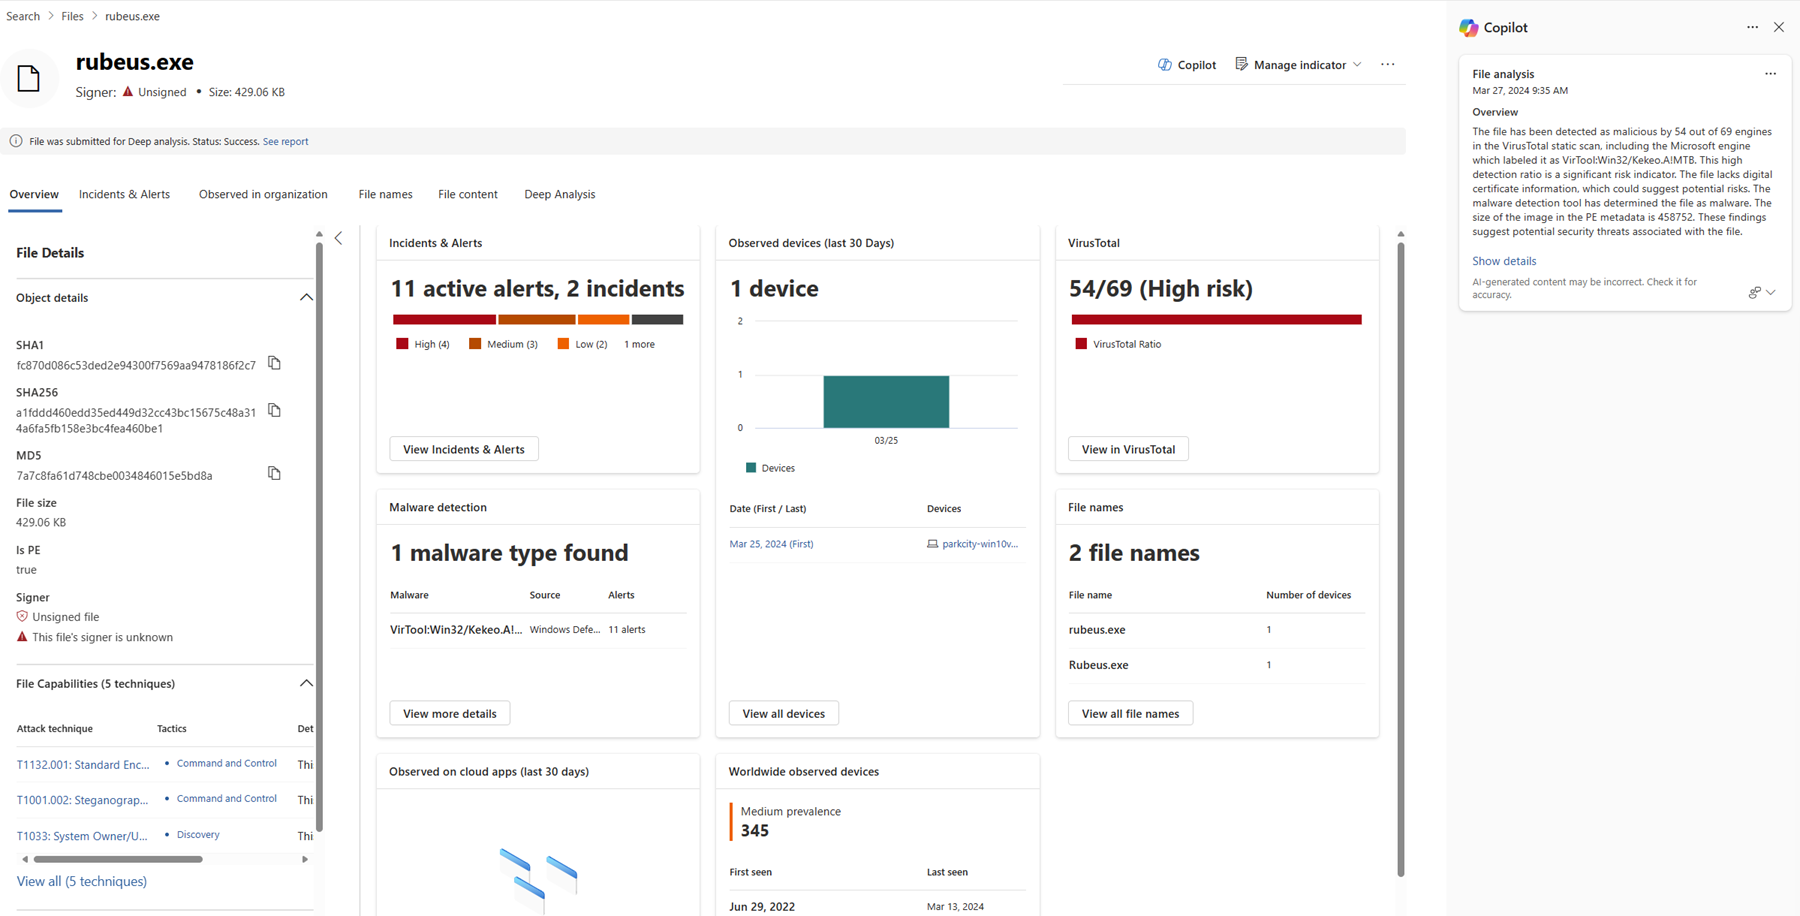 Search > Files > rubeus.exe
rubeus.exe
Signer: Unsigned • Size: 429.06 KB
Copilot Manage indicator
File was submitted for Deep analysis. Status: Success. See report
Overview Incidents & Alerts Observed in organization File names File content Deep Analysis
File Details
Object details
SHA1
fc870d086c53ded2e94300f7569aa9478186f2c7
SHA256
a1fddd460edd35ed449d32cc43bc15675c48a31
4a6fa5fb158e3bc4fea460be1
MD5
7a7c8fa61d748cbe0034846015e5bd8a
File size
429.06 KB
Is PE
true
Signer
Unsigned file
This file's signer is unknown
File Capabilities (5 techniques)
Attack technique Tactics Det
T1132.001: Standard Enc... • Command and Control Thi
T1001.002: Steganograp... • Command and Control Thi
T1033: System Owner/U... • Discovery Thi
View all (5 techniques)
Incidents & Alerts
11 active alerts, 2 incidents
High (4) Medium (3) Low (2) 1 more
View Incidents & Alerts
Observed devices (last 30 Days)
1 device
2
1
0
03/25
Devices
Date (First / Last) Devices
Mar 25, 2024 (First) parkcity-win10v...
View all devices
VirusTotal
54/69 (High risk)
VirusTotal Ratio
View in VirusTotal
Malware detection
1 malware type found
Malware Source Alerts
VirTool:Win32/Kekeo.A!... Windows Defe... 11 alerts
View more details
File names
2 file names
File name Number of devices
rubeus.exe 1
Rubeus.exe 1
View all file names
Observed on cloud apps (last 30 days)
Worldwide observed devices
Medium prevalence
345
First seen Last seen
Jun 29, 2022 Mar 13, 2024
Copilot
File analysis
Mar 27, 2024 9:35 AM
Overview
The file has been detected as malicious by 54 out of 69 engines
in the VirusTotal static scan, including the Microsoft engine
which labeled it as VirTool:Win32/Kekeo.A!MTB. This high
detection ratio is a significant risk indicator. The file lacks digital
certificate information, which could suggest potential risks. The
malware detection tool has determined the file as malware. The
size of the image in the PE metadata is 458752. These findings
suggest potential security threats associated with the file.
Show details
AI-generated content may be incorrect. Check it for
accuracy.